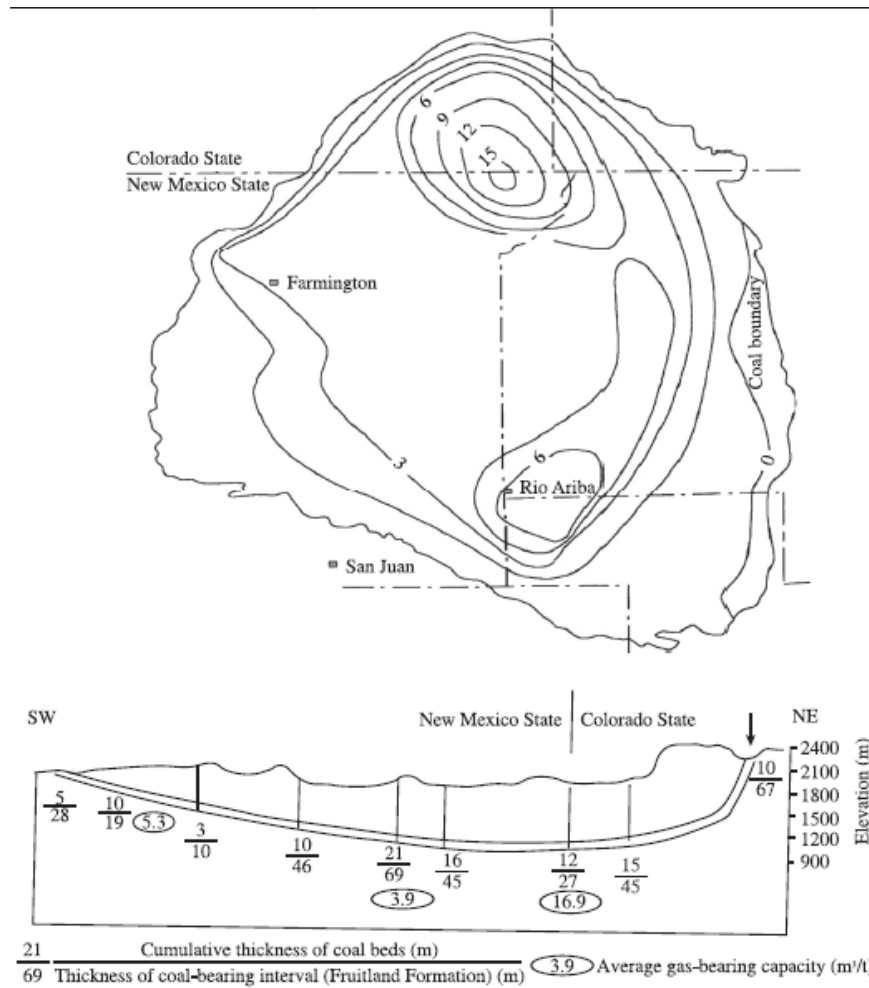 6
9
12
15
Colorado State
New Mexico State
Farmington
Coal boundary
3
6
0
Rio Ariba
San Juan
SW
New Mexico State
Colorado State
NE
2400
2100
1800
1500
1200
900
Elevation (m)
5
28
10
19
5.3
3
10
10
46
21
69
3.9
16
45
12
27
16.9
15
45
10
67
21
69
Cumulative thickness of coal beds (m)
Thickness of coal-bearing interval (Fruitland Formation) (m)
3.9 Average gas-bearing capacity (m³/t